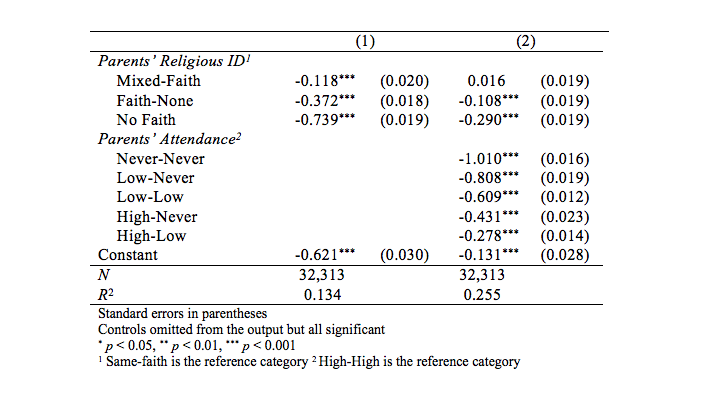 (1) (2)
Parents' Religious ID1
Mixed-Faith -0.118*** (0.020) 0.016 (0.019)
Faith-None -0.372*** (0.018) -0.108*** (0.019)
No Faith -0.739*** (0.019) -0.290*** (0.019)
Parents' Attendance2
Never-Never -1.010*** (0.016)
Low-Never -0.808*** (0.019)
Low-Low -0.609*** (0.012)
High-Never -0.431*** (0.023)
High-Low -0.278*** (0.014)
Constant -0.621*** (0.030) -0.131*** (0.028)
N 32,313 32,313
R2 0.134 0.255
Standard errors in parentheses
Controls omitted from the output but all significant
* p < 0.05, ** p < 0.01, *** p < 0.001
1 Same-faith is the reference category 2 High-High is the reference category